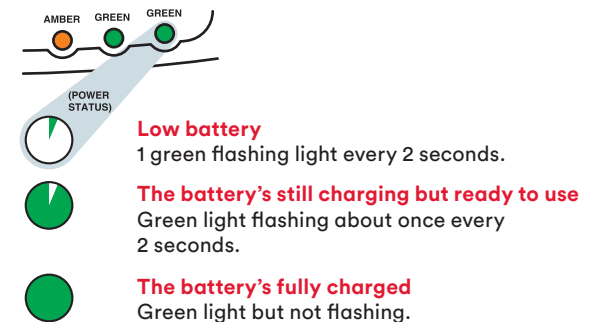 AMBER GREEN GREEN
(POWER
STATUS)
Low battery
1 green flashing light every 2 seconds.
The battery's still charging but ready to use
Green light flashing about once every
2 seconds.
The battery's fully charged
Green light but not flashing.